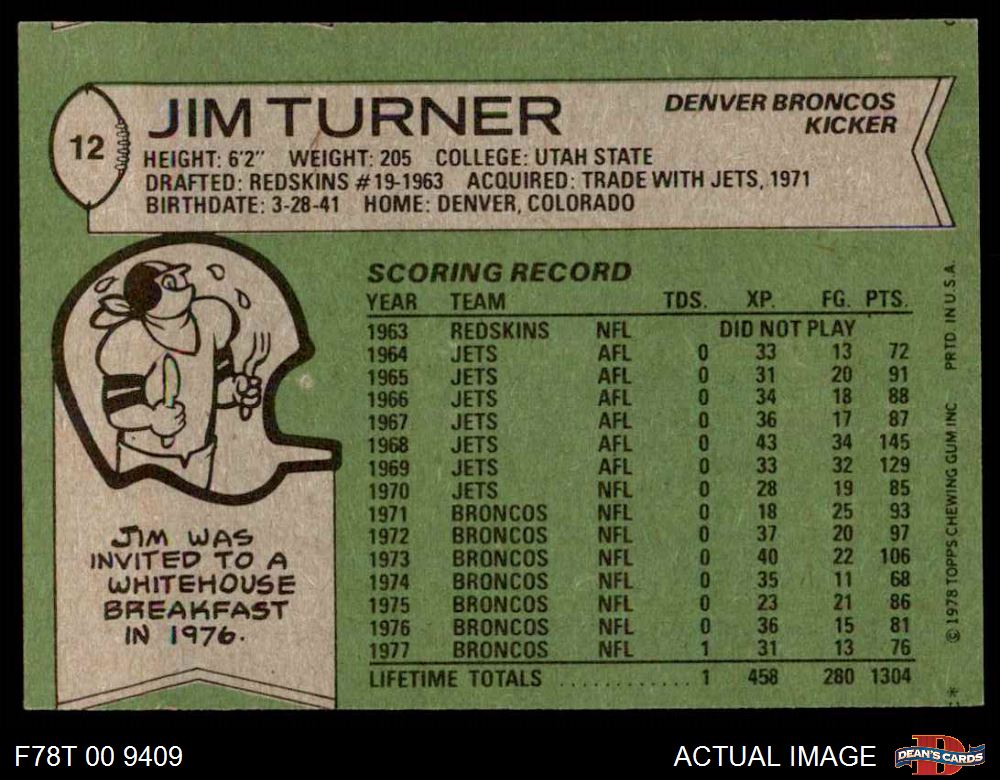 12
JIM TURNER
DENVER BRONCOS
KICKER
HEIGHT: 6'2" WEIGHT: 205 COLLEGE: UTAH STATE
DRAFTED: REDSKINS #19-1963 ACQUIRED: TRADE WITH JETS, 1971
BIRTHDATE: 3-28-41 HOME: DENVER, COLORADO
JIM WAS
INVITED TO A
WHITEHOUSE
BREAKFAST
IN 1976.
SCORING RECORD
YEAR TEAM TDS. XP. FG. PTS.
1963 REDSKINS NFL DID NOT PLAY
1964 JETS AFL 0 33 13 72
1965 JETS AFL 0 31 20 91
1966 JETS AFL 0 34 18 88
1967 JETS AFL 0 36 17 87
1968 JETS AFL 0 43 34 145
1969 JETS AFL 0 33 32 129
1970 JETS NFL 0 28 19 85
1971 BRONCOS NFL 0 18 25 93
1972 BRONCOS NFL 0 37 20 97
1973 BRONCOS NFL 0 40 22 106
1974 BRONCOS NFL 0 35 11 68
1975 BRONCOS NFL 0 23 21 86
1976 BRONCOS NFL 0 36 15 81
1977 BRONCOS NFL 1 31 13 76
LIFETIME TOTALS . . . . . . . . . . . . 1 458 280 1304
* © 1978 TOPPS CHEWING GUM INC PRTD IN U.S.A.
F78T 00 9409
ACTUAL IMAGE
D
DEAN'S CARDS